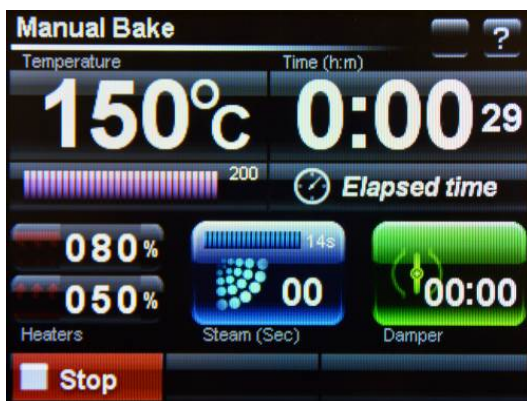 Manual Bake
?
Temperature
Time (h:m)
150°C
0:00 29
200
Elapsed time
080%
14s
00
00:00
050%
Heaters
Steam (Sec)
Damper
Stop